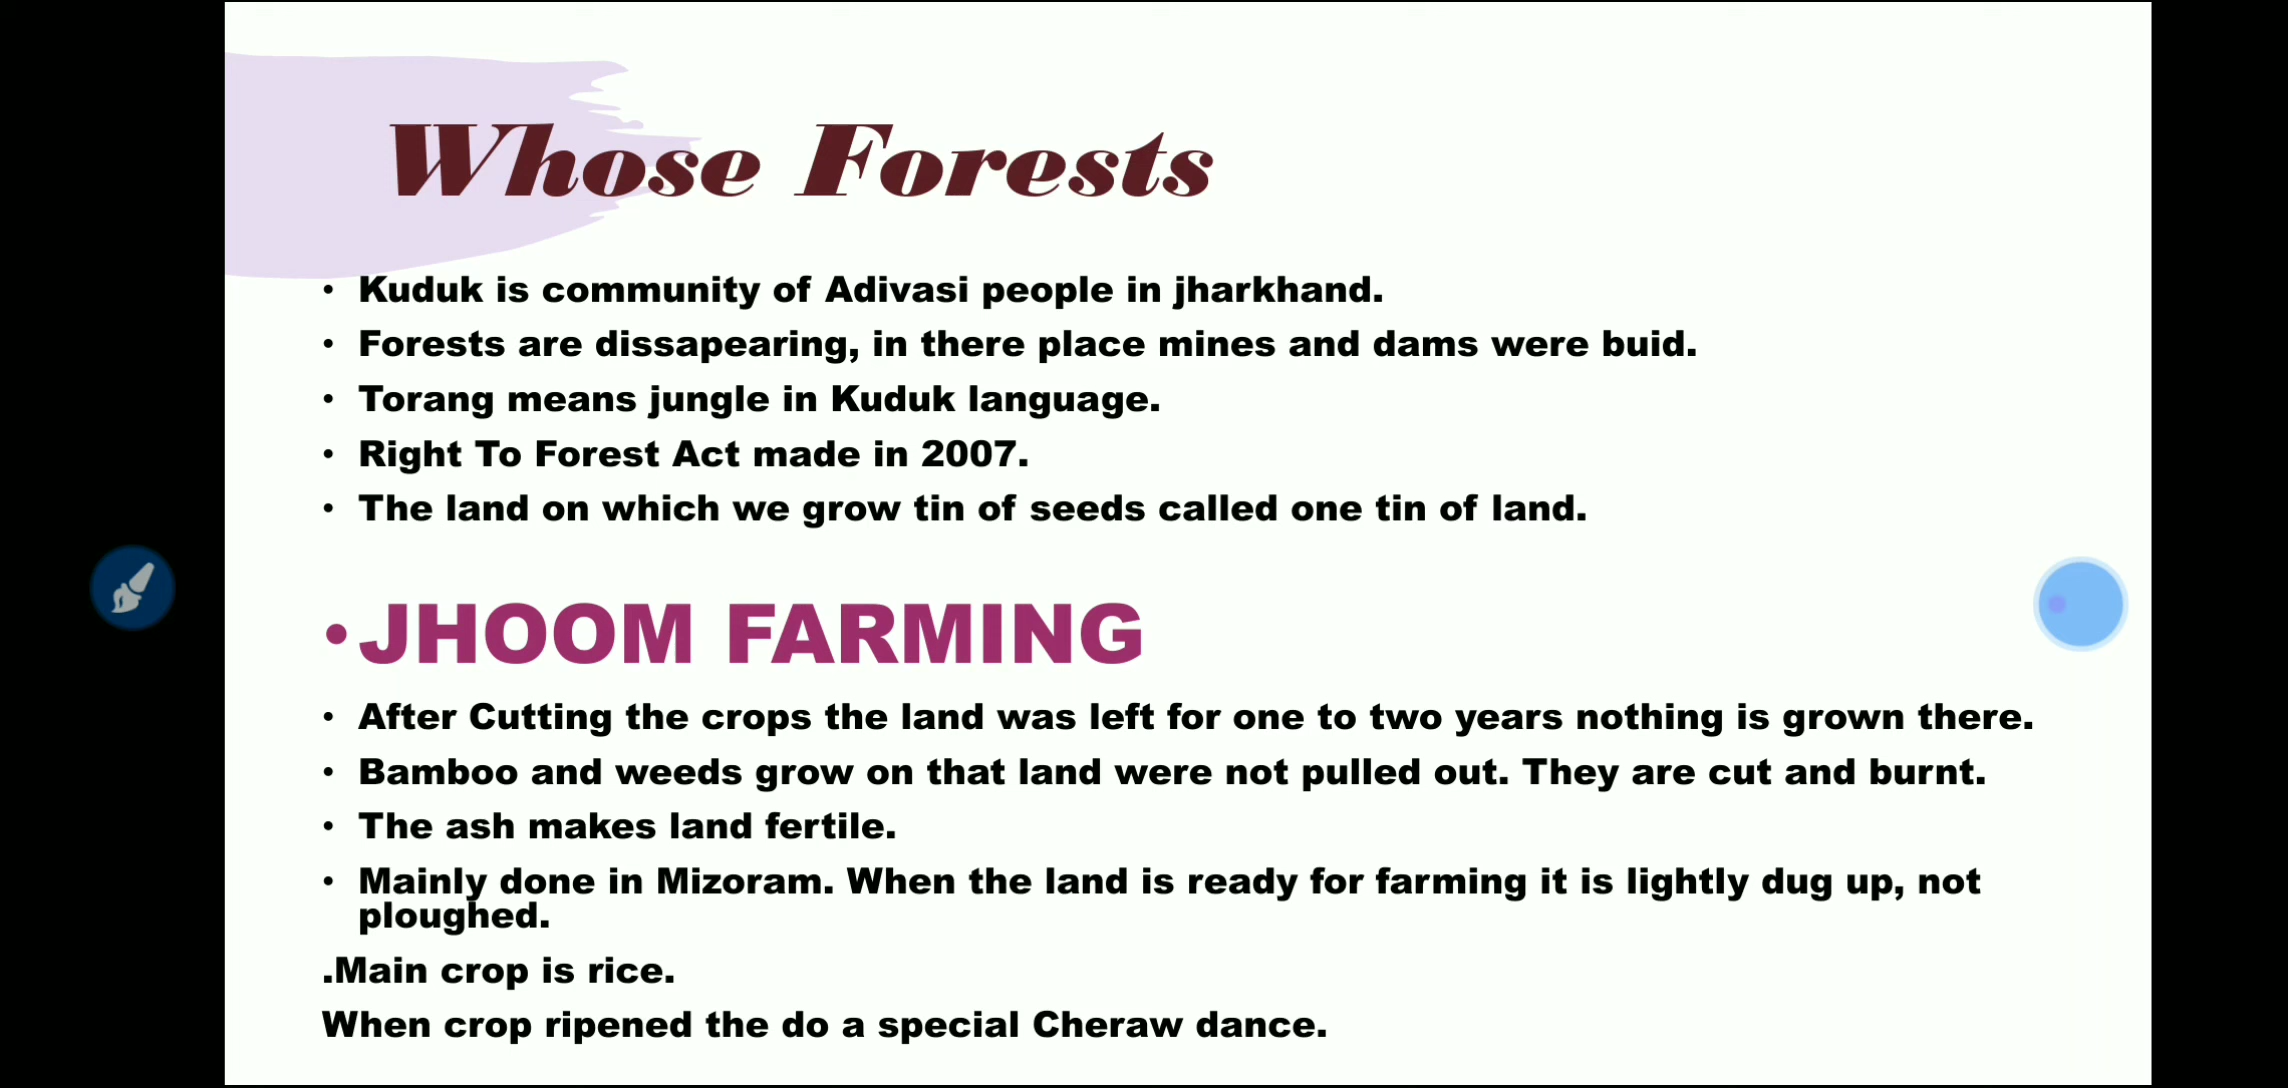 Whose Forests
• Kuduk is community of Adivasi people in jharkhand.
• Forests are dissapearing, in there place mines and dams were buid.
• Torang means jungle in Kuduk language.
• Right To Forest Act made in 2007.
• The land on which we grow tin of seeds called one tin of land.
• JHOOM FARMING
• After Cutting the crops the land was left for one to two years nothing is grown there.
• Bamboo and weeds grow on that land were not pulled out. They are cut and burnt.
• The ash makes land fertile.
• Mainly done in Mizoram. When the land is ready for farming it is lightly dug up, not
ploughed.
.Main crop is rice.
When crop ripened the do a special Cheraw dance.